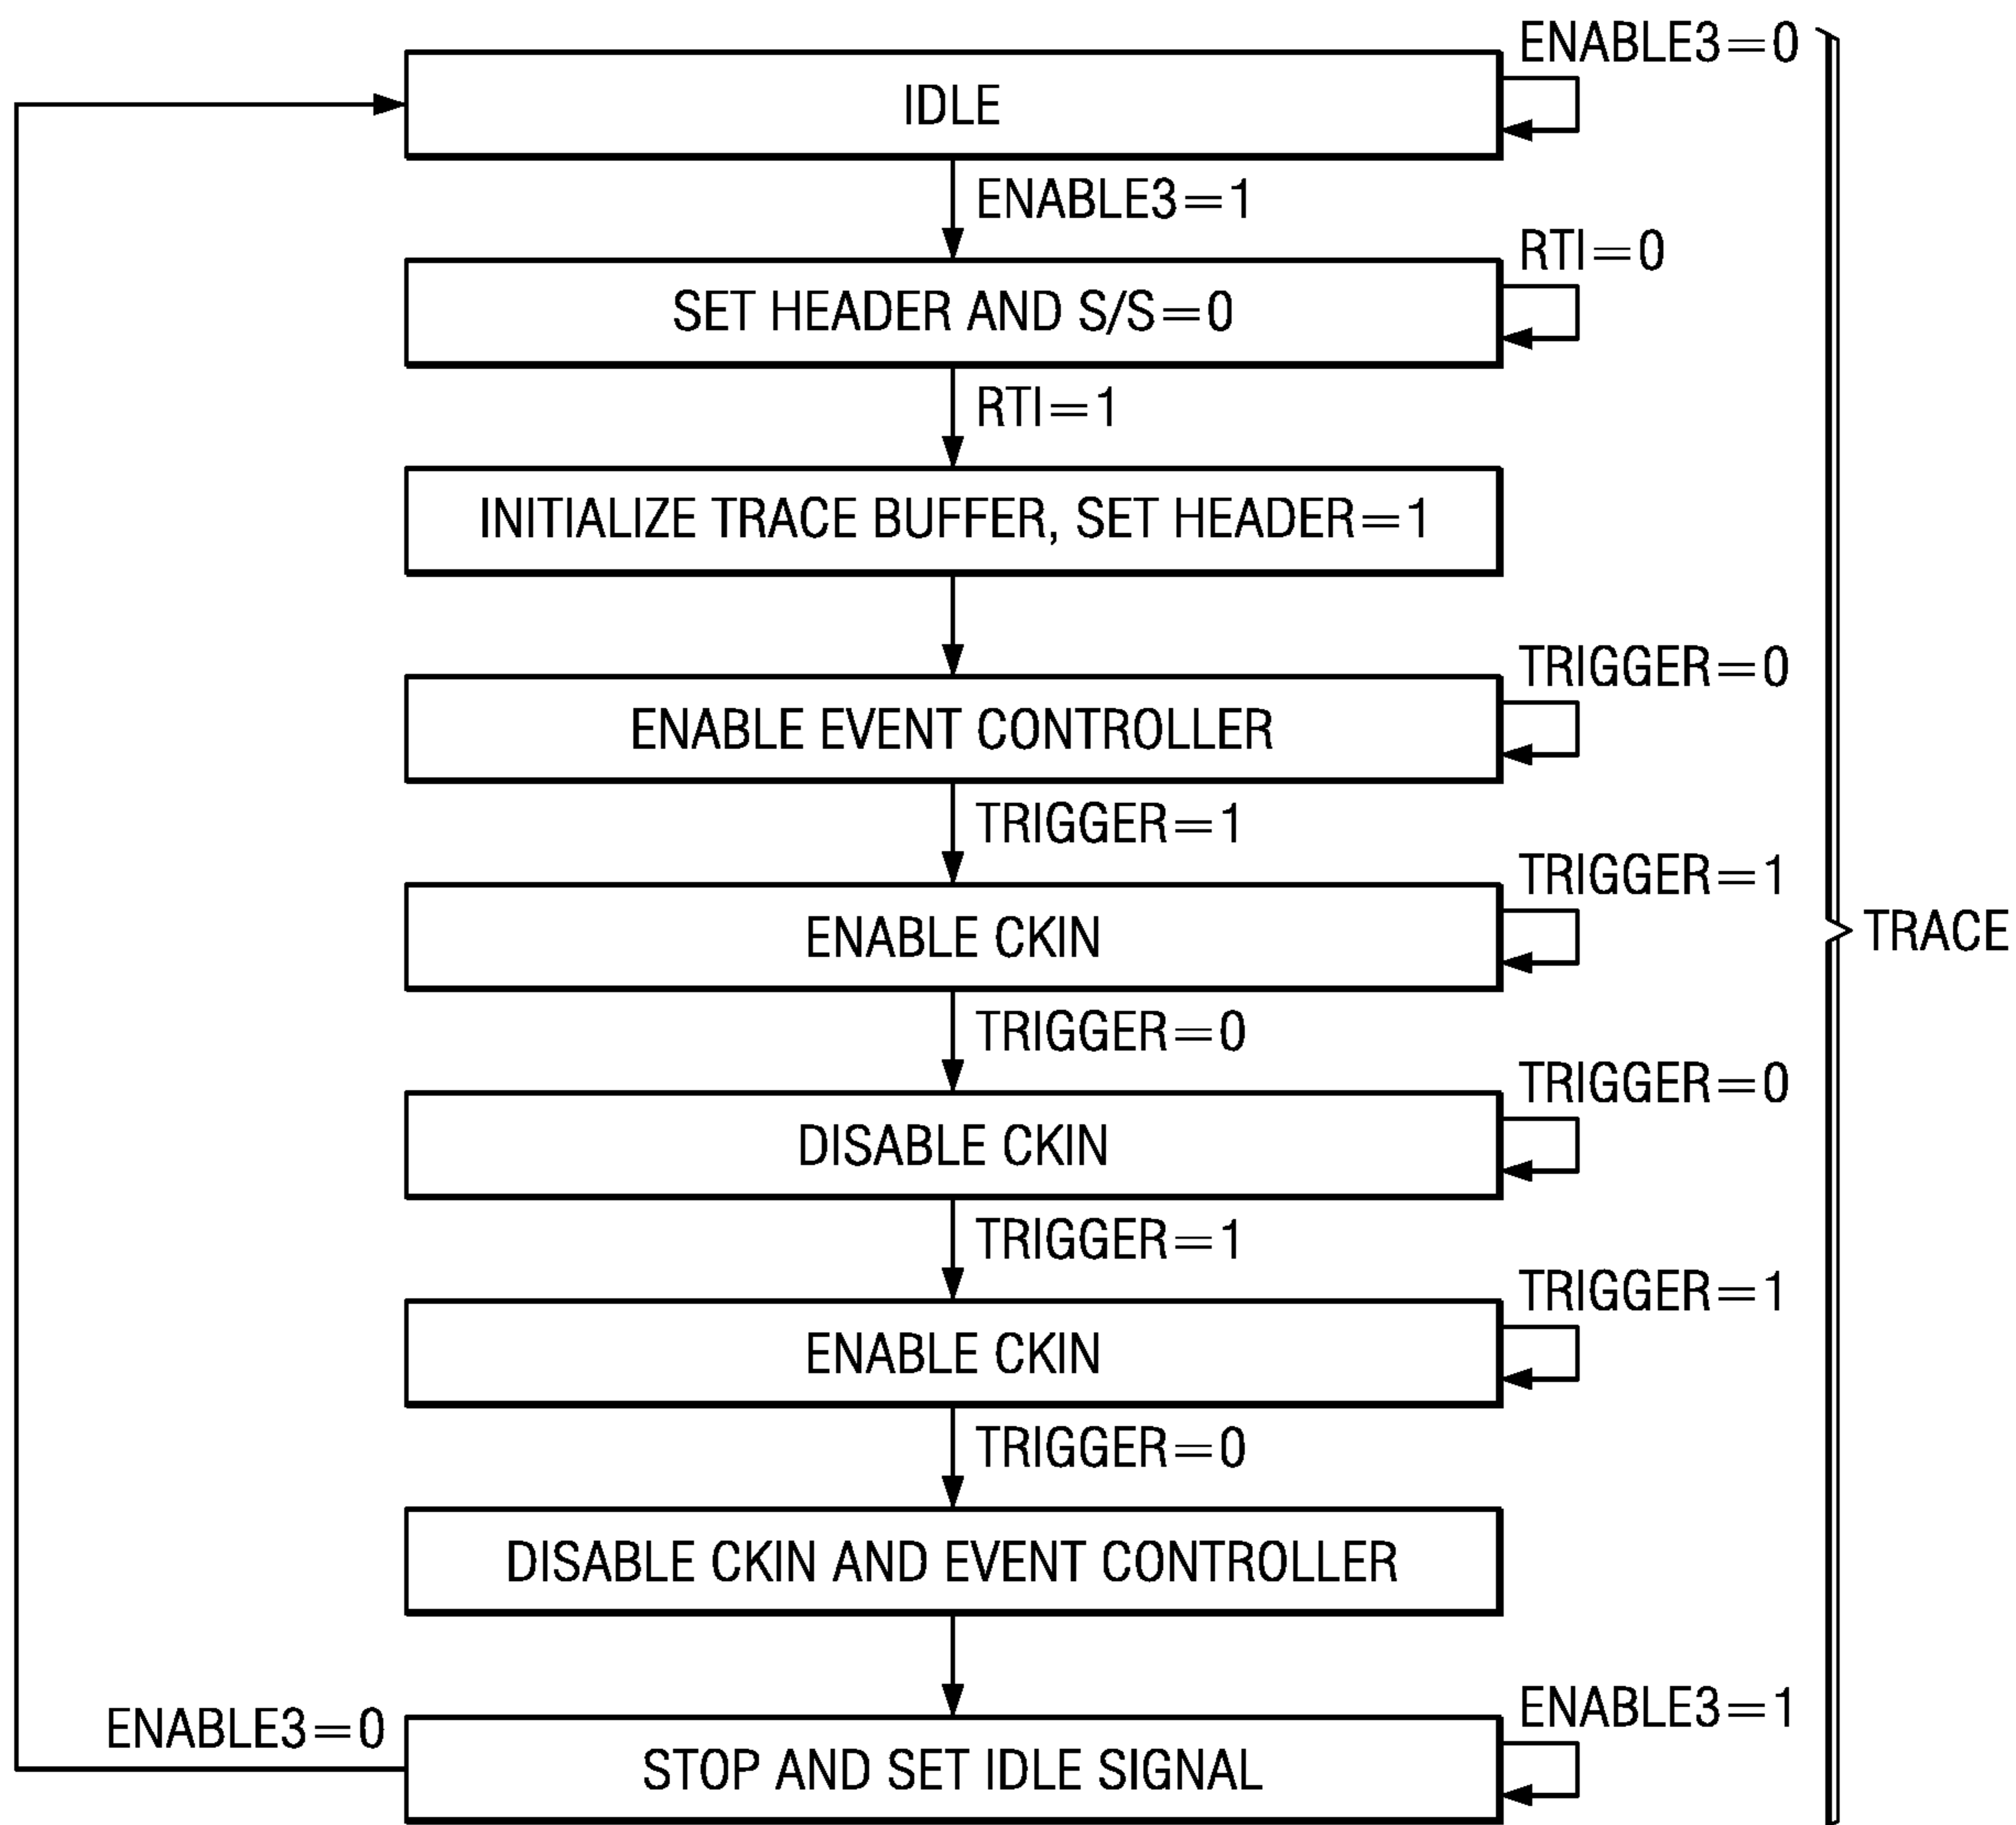 ENABLE3=0
IDLE
ENABLE3=1
RTI=0
SET HEADER AND S/S=0
RTI=1
INITIALIZE TRACE BUFFER, SET HEADER=1
TRIGGER=0
ENABLE EVENT CONTROLLER
TRIGGER=1
TRIGGER=1
ENABLE CKIN
TRACE
TRIGGER=0
TRIGGER=0
DISABLE CKIN
TRIGGER=1
TRIGGER=1
ENABLE CKIN
TRIGGER=0
DISABLE CKIN AND EVENT CONTROLLER
ENABLE3=1
ENABLE3=0
STOP AND SET IDLE SIGNAL